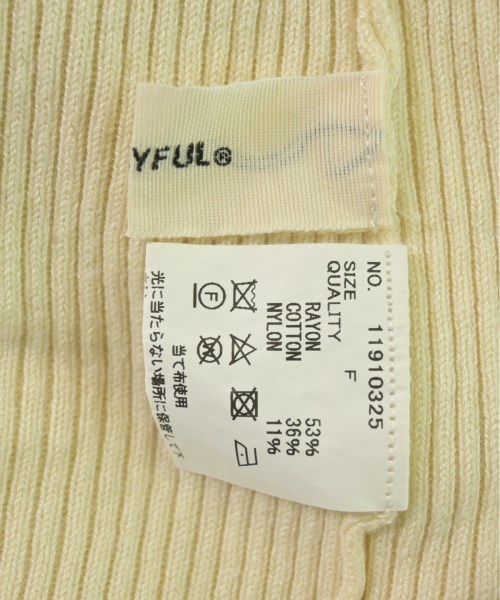 YFUL®
NO. 11910325
SIZE F
QUALITY
RAYON 53%
COTTON 36%
NYLON 11%
F
W
当て布使用
光に当たらない場所に保管して下